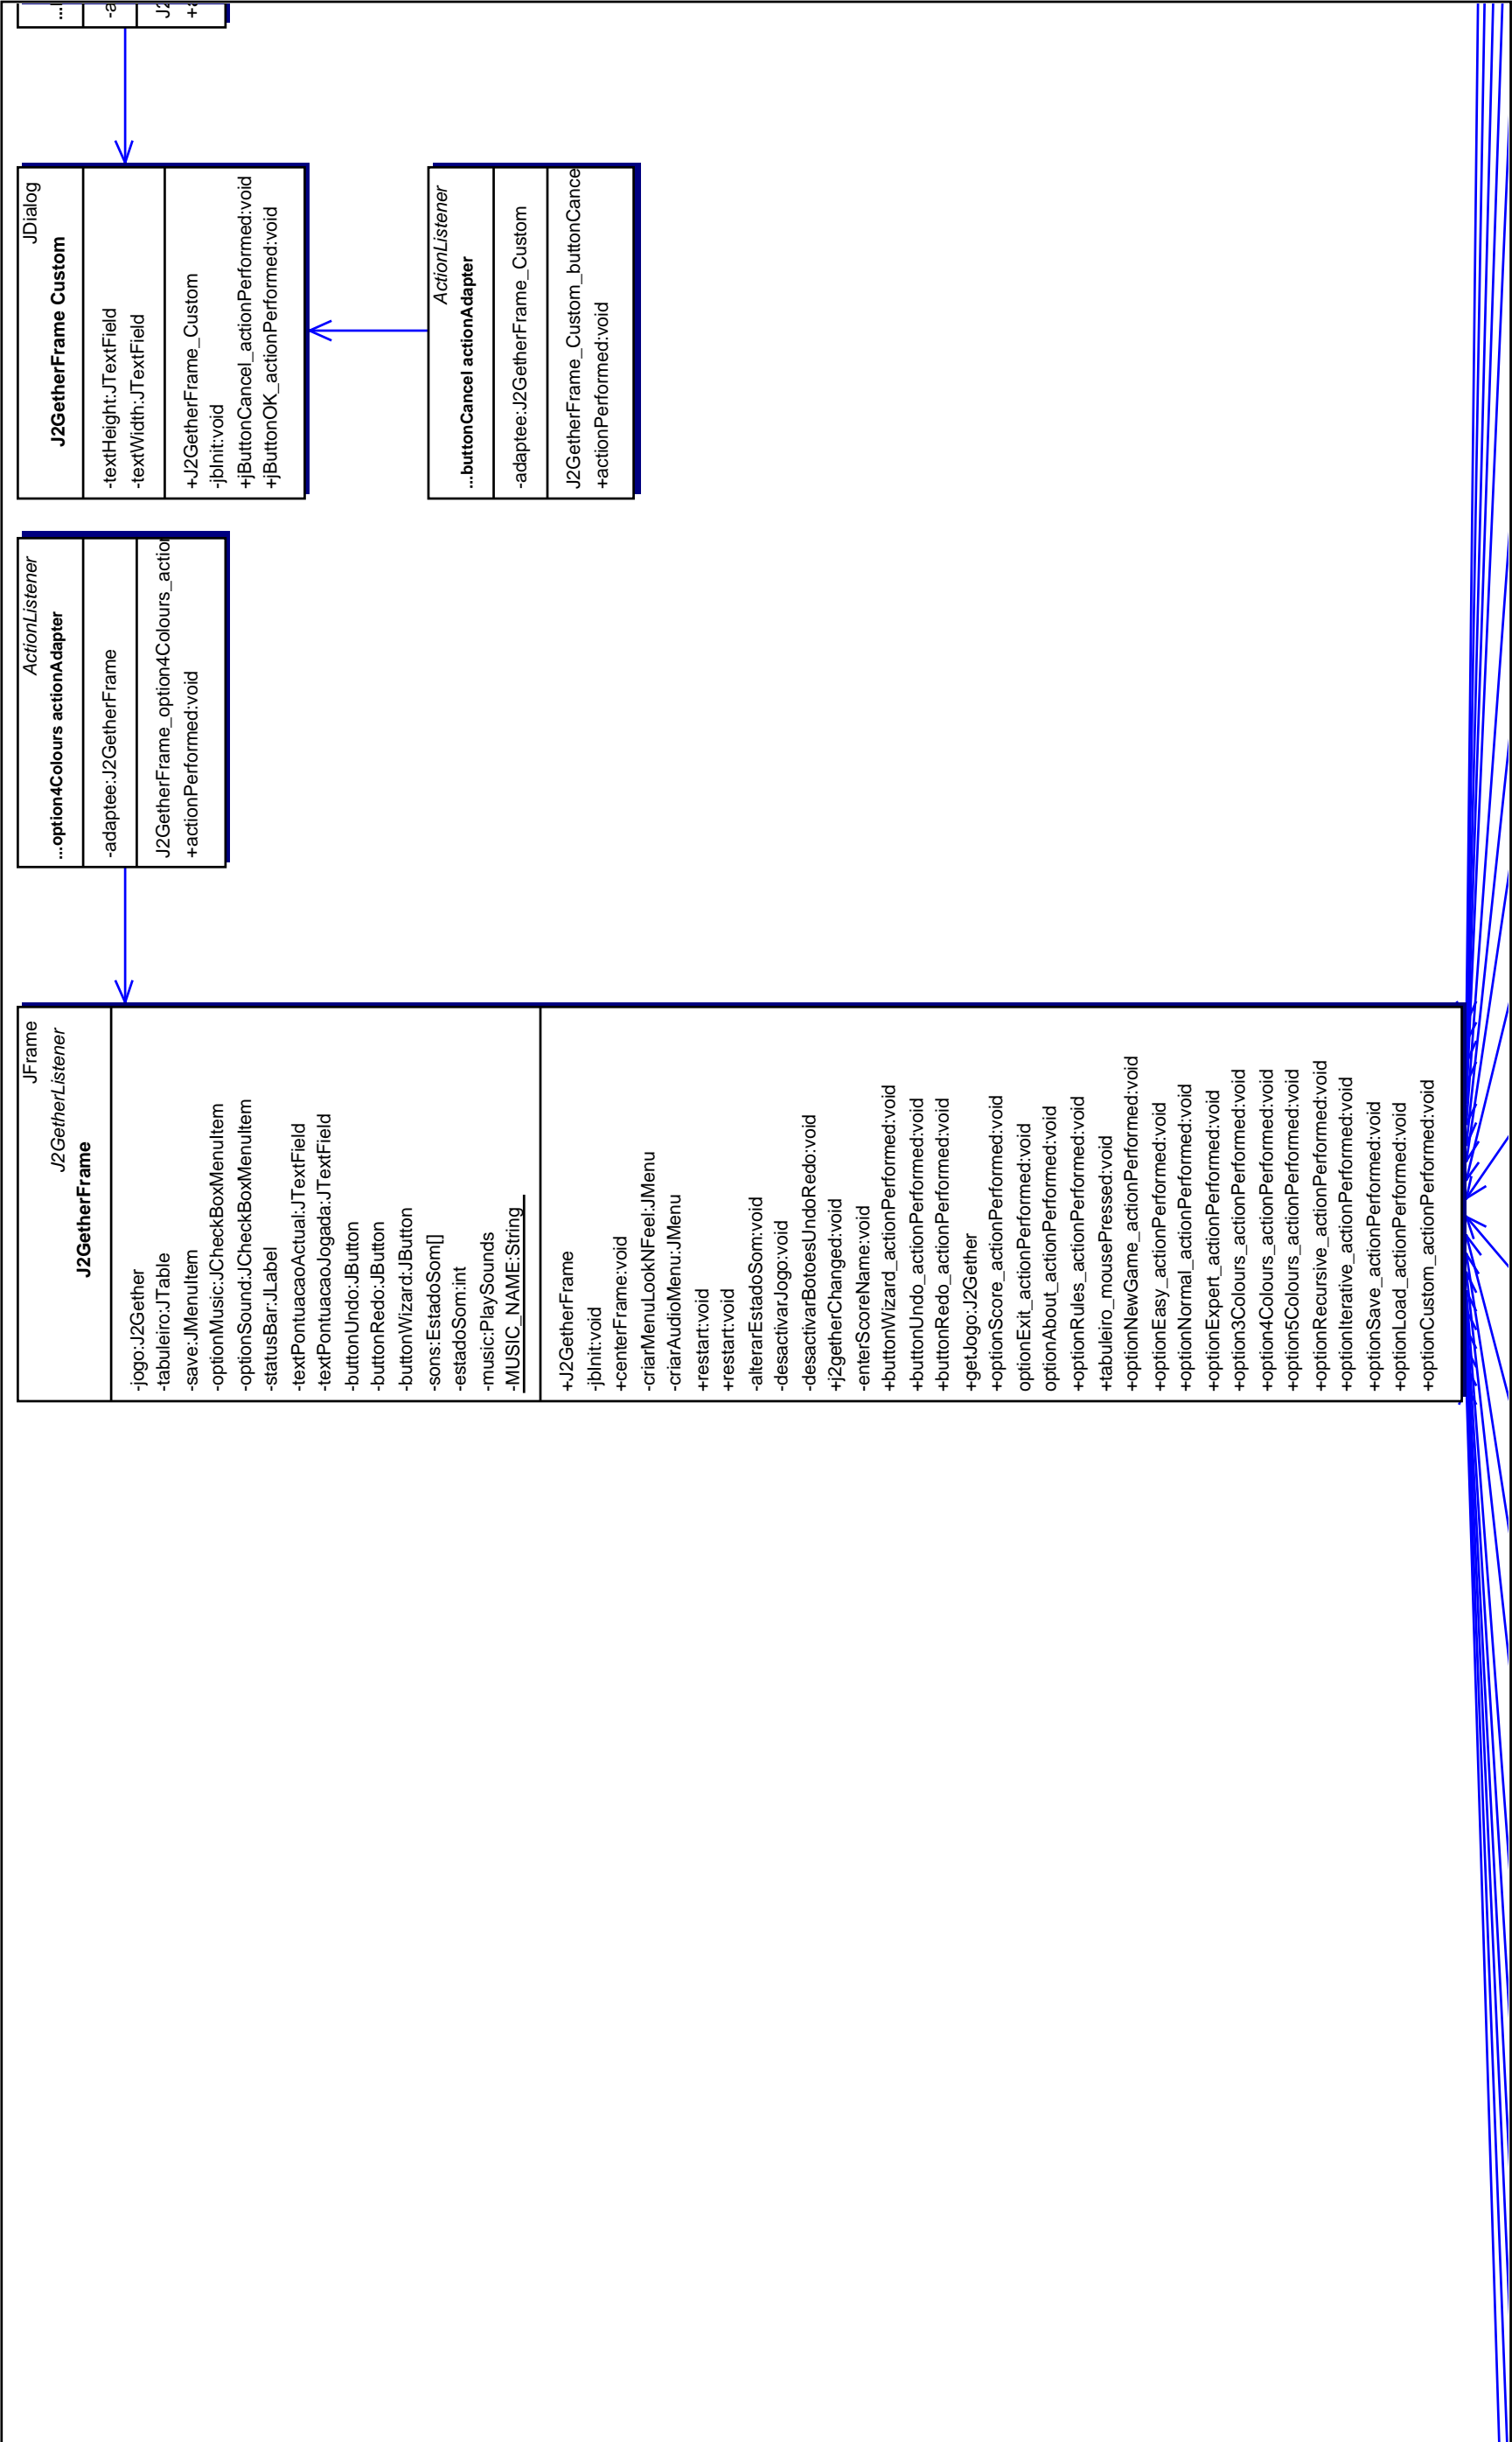 JFrame
J2GetherListener
J2GetherFrame
-jogo:J2Gether
-tabuleiro:JTable
-save:JMenuItem
-optionMusic:JCheckBoxMenuItem
-optionSound:JCheckBoxMenuItem
-statusBar:JLabel
-textPontuacaoActual:JTextField
-textPontuacaoJogada:JTextField
-buttonUndo:JButton
-buttonRedo:JButton
-buttonWizard:JButton
-sons:EstadoSom[]
-estadoSom:int
-music:PlaySounds
-MUSIC_NAME:String
+J2GetherFrame
-jbInit:void
+centerFrame:void
-criarMenuLookNFeel:JMenu
-criarAudioMenu:JMenu
+restart:void
+restart:void
-alterarEstadoSom:void
-desactivarJogo:void
-desactivarBotoesUndoRedo:void
+j2getherChanged:void
-enterScoreName:void
+buttonWizard_actionPerformed:void
+buttonUndo_actionPerformed:void
+buttonRedo_actionPerformed:void
+getJogo:J2Gether
+optionScore_actionPerformed:void
optionExit_actionPerformed:void
optionAbout_actionPerformed:void
+optionRules_actionPerformed:void
+tabuleiro_mousePressed:void
+optionNewGame_actionPerformed:void
+optionEasy_actionPerformed:void
+optionNormal_actionPerformed:void
+optionExpert_actionPerformed:void
+option3Colours_actionPerformed:void
+option4Colours_actionPerformed:void
+option5Colours_actionPerformed:void
+optionRecursive_actionPerformed:void
+optionIterative_actionPerformed:void
+optionSave_actionPerformed:void
+optionLoad_actionPerformed:void
+optionCustom_actionPerformed:void
ActionListener
...option4Colours actionAdapter
-adaptee:J2GetherFrame
J2GetherFrame_option4Colours_action
+actionPerformed:void
JDialog
J2GetherFrame Custom
-textHeight:JTextField
-textWidth:JTextField
+J2GetherFrame_Custom
-jbInit:void
+jButtonCancel_actionPerformed:void
+jButtonOK_actionPerformed:void
ActionListener
...buttonCancel actionAdapter
-adaptee:J2GetherFrame_Custom
J2GetherFrame_Custom_buttonCance
+actionPerformed:void
-a
J2